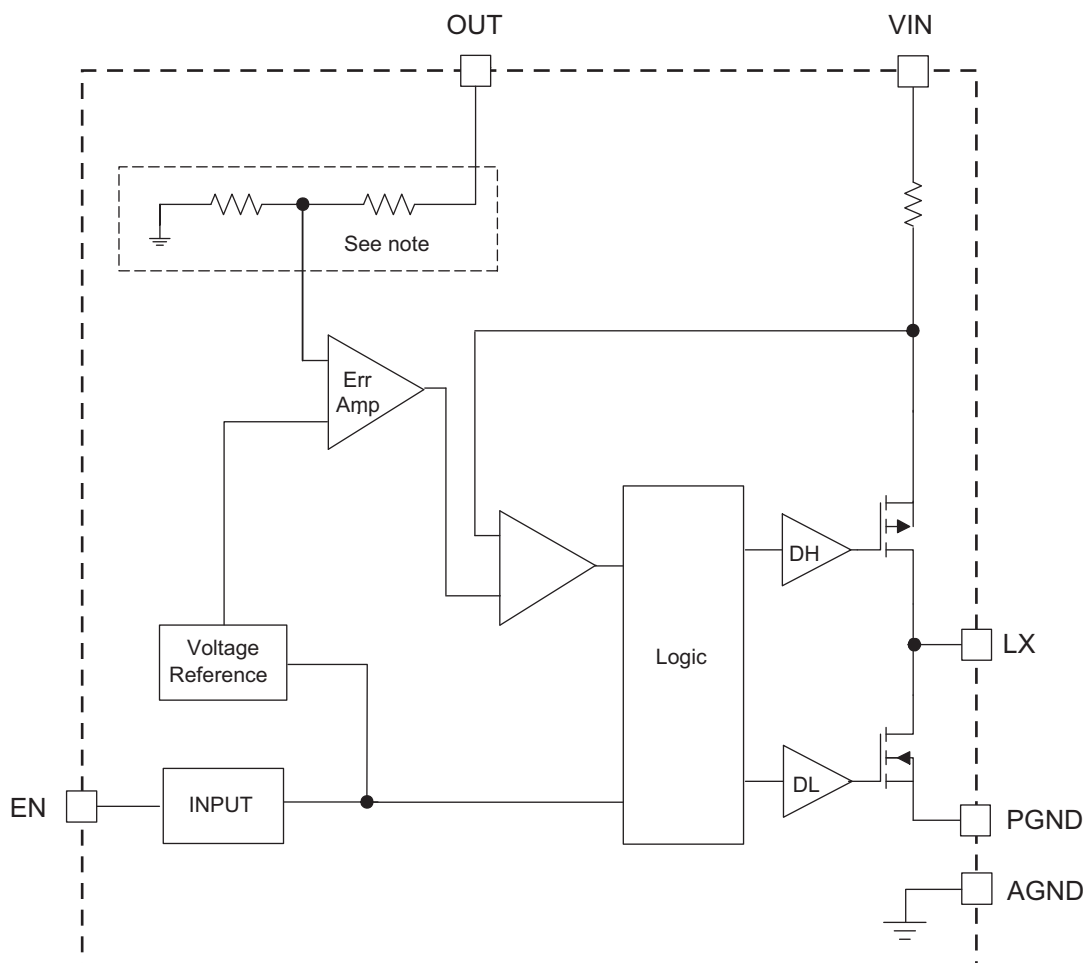 OUT
VIN
See note
Err
Amp
DH
Voltage
Reference
Logic
LX
EN
INPUT
DL
PGND
AGND